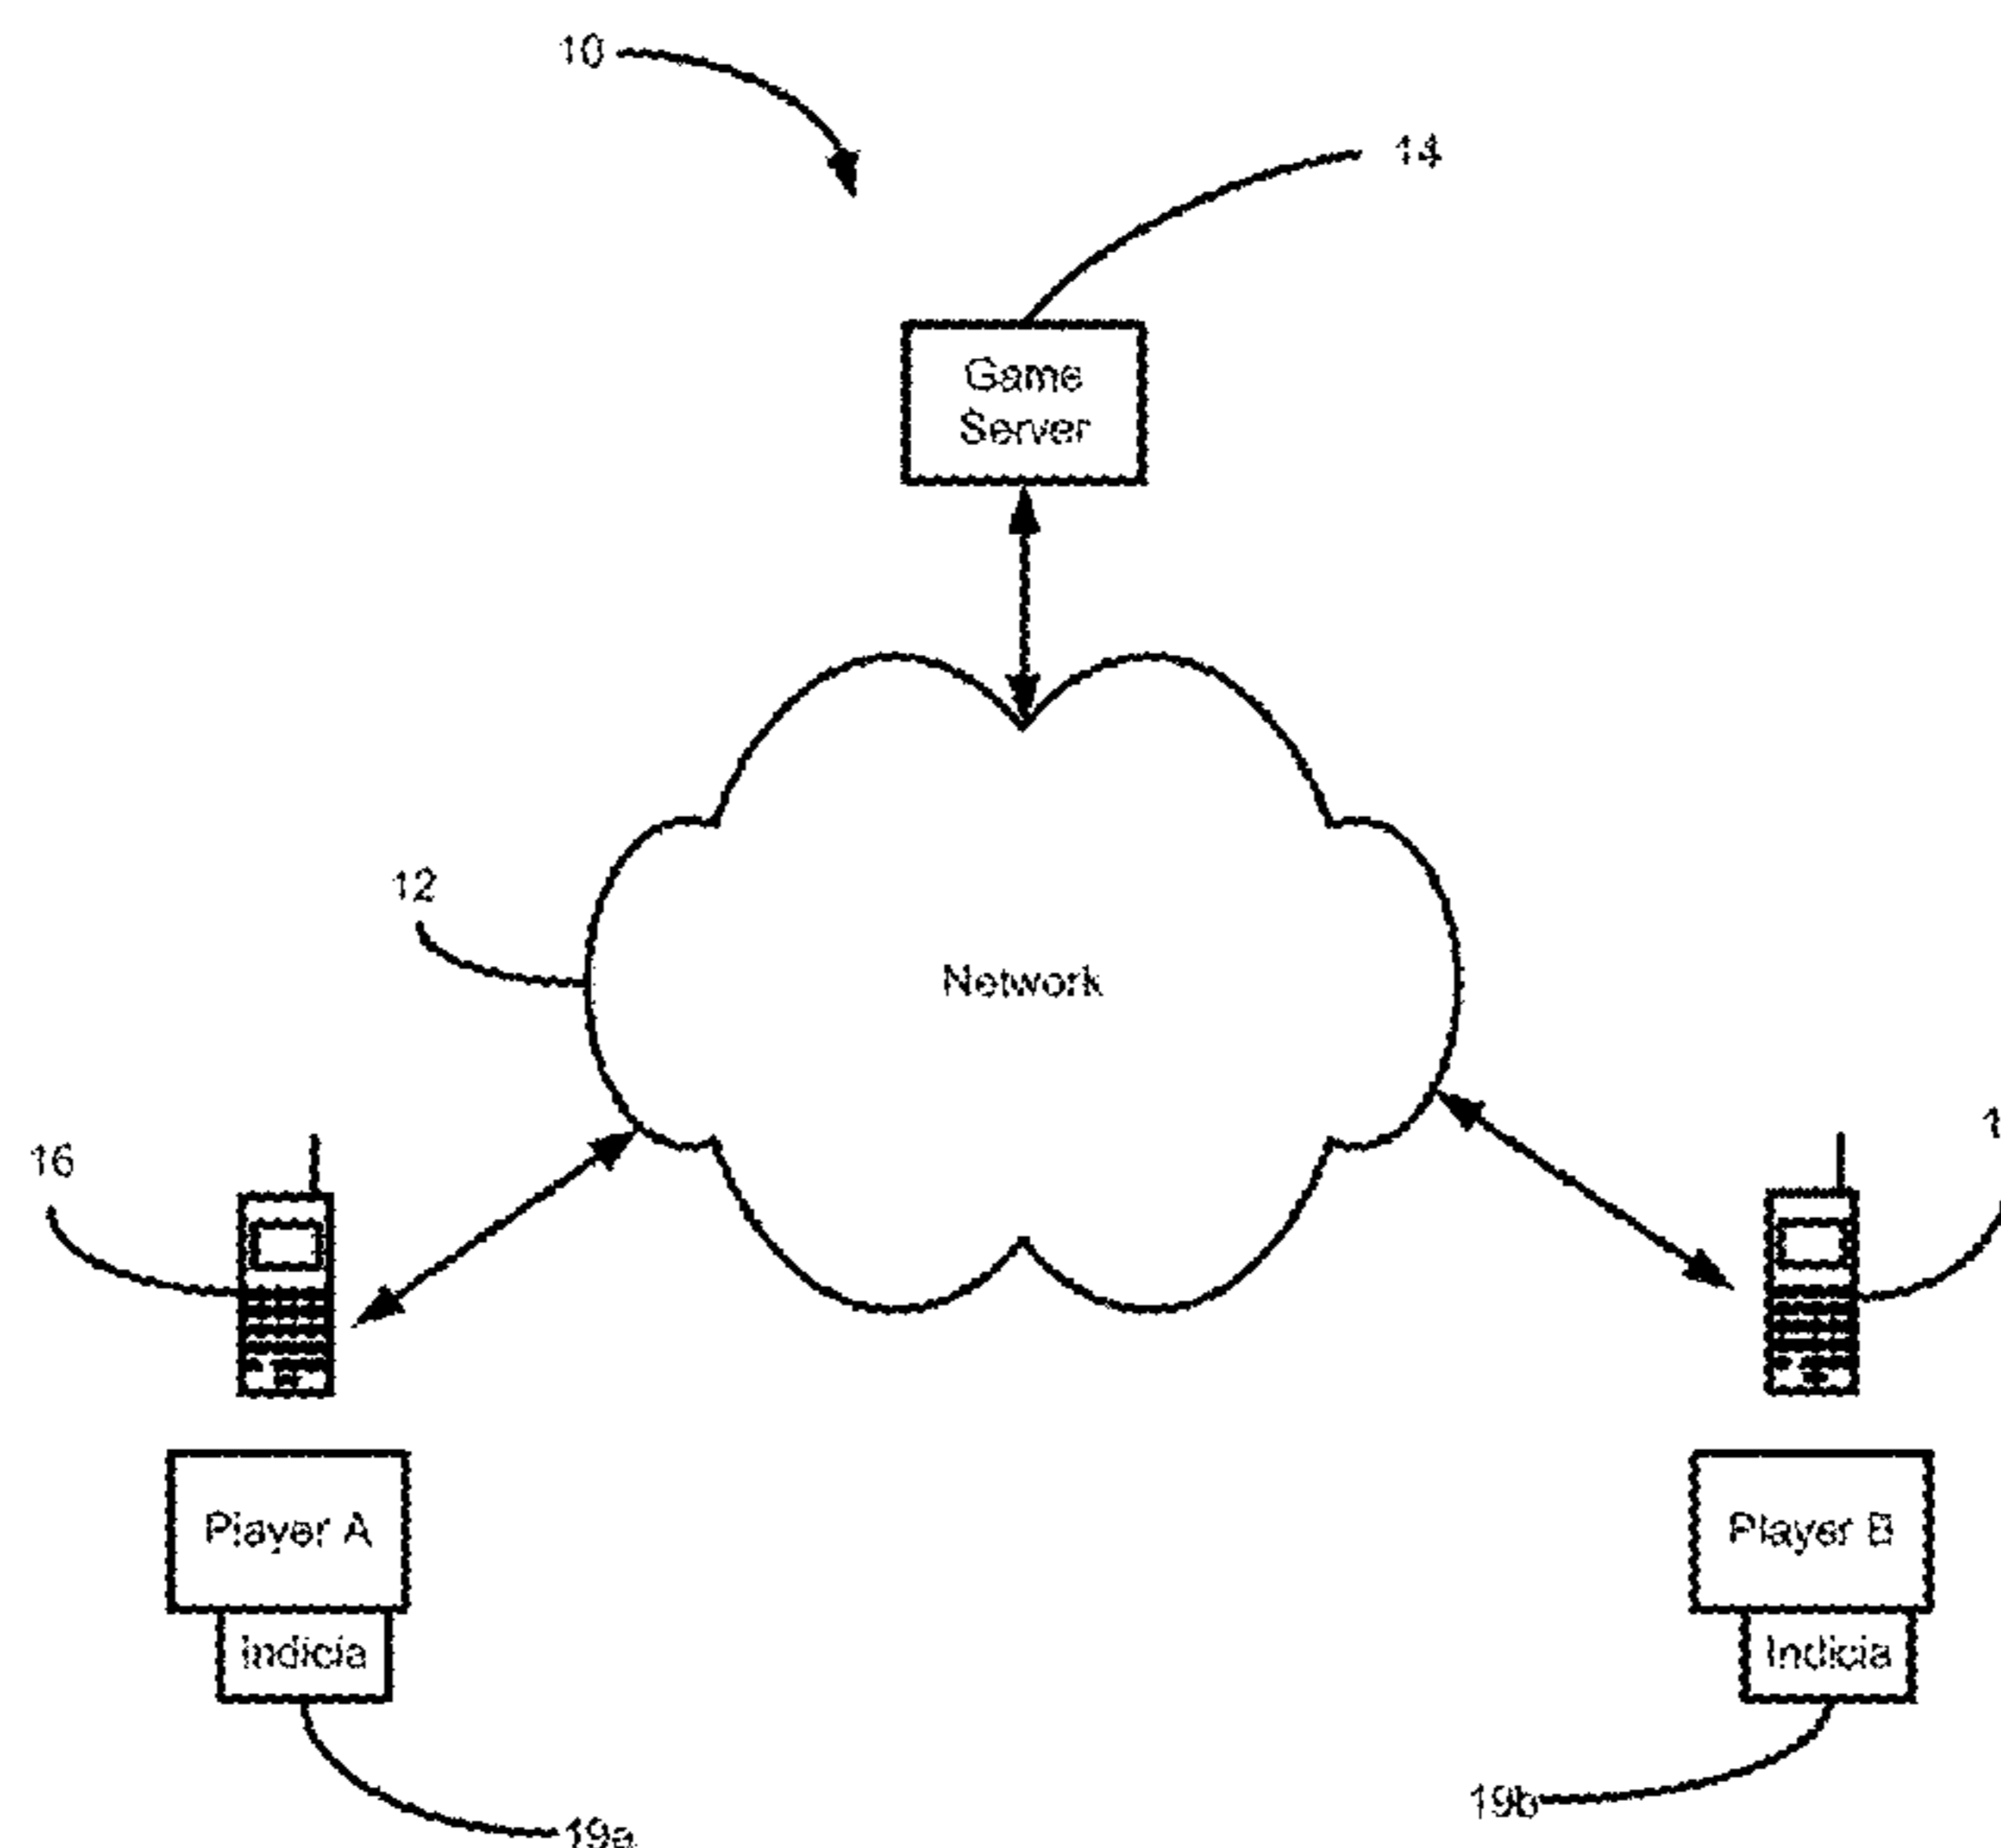 10
14
Game
Server
12
Network
16
Player A
Player B
Indicia
Indicia
19b
19a